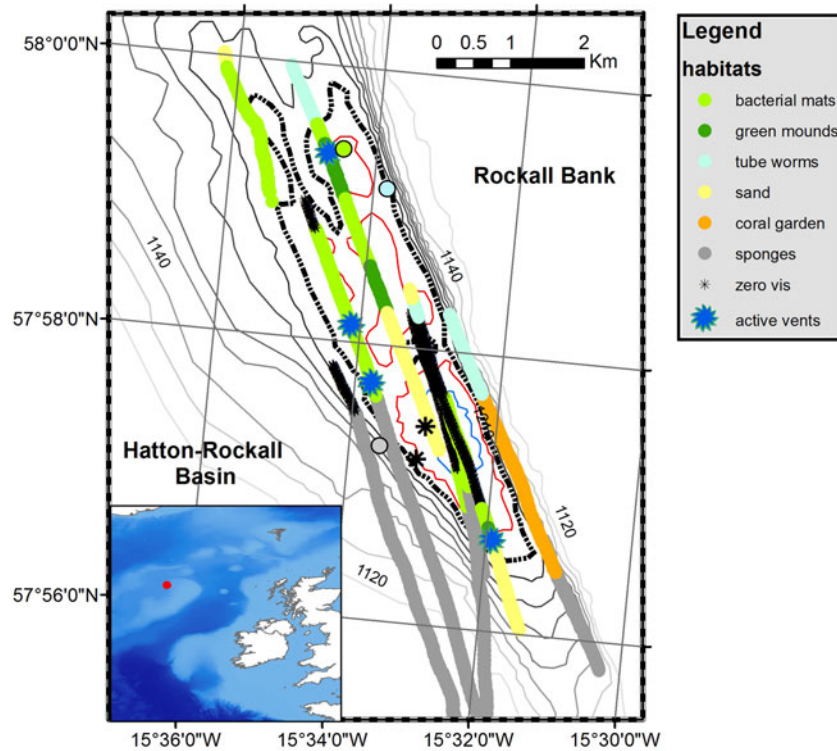 58°0'0"N
0 0.5 1 2
Km
Rockall Bank
1140
1140
57°58'0"N
1210
Hatton-Rockall
Basin
1120
1120
57°56'0"N
15°36'0"W 15°34'0"W 15°32'0"W 15°30'0"W
Legend
habitats
bacterial mats
green mounds
tube worms
sand
coral garden
sponges
zero vis
active vents